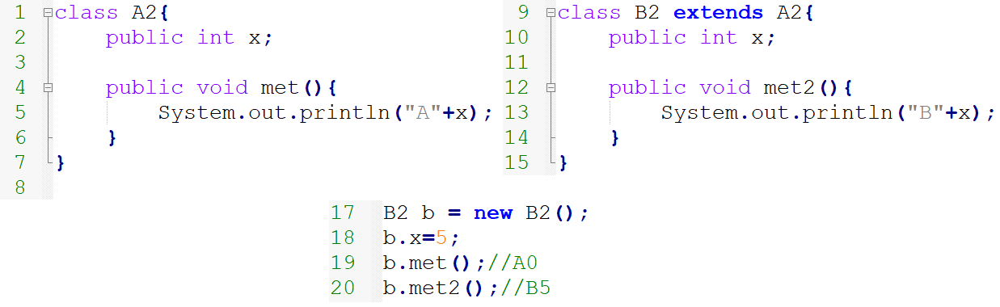 1 class A2{
2 public int x;
3
4 public void met(){
5 System.out.println("A"+x);
6 }
7 }
8
9 class B2 extends A2{
10 public int x;
11
12 public void met2(){
13 System.out.println("B"+x);
14 }
15 }
17 B2 b = new B2();
18 b.x=5;
19 b.met();//A0
20 b.met2();//B5